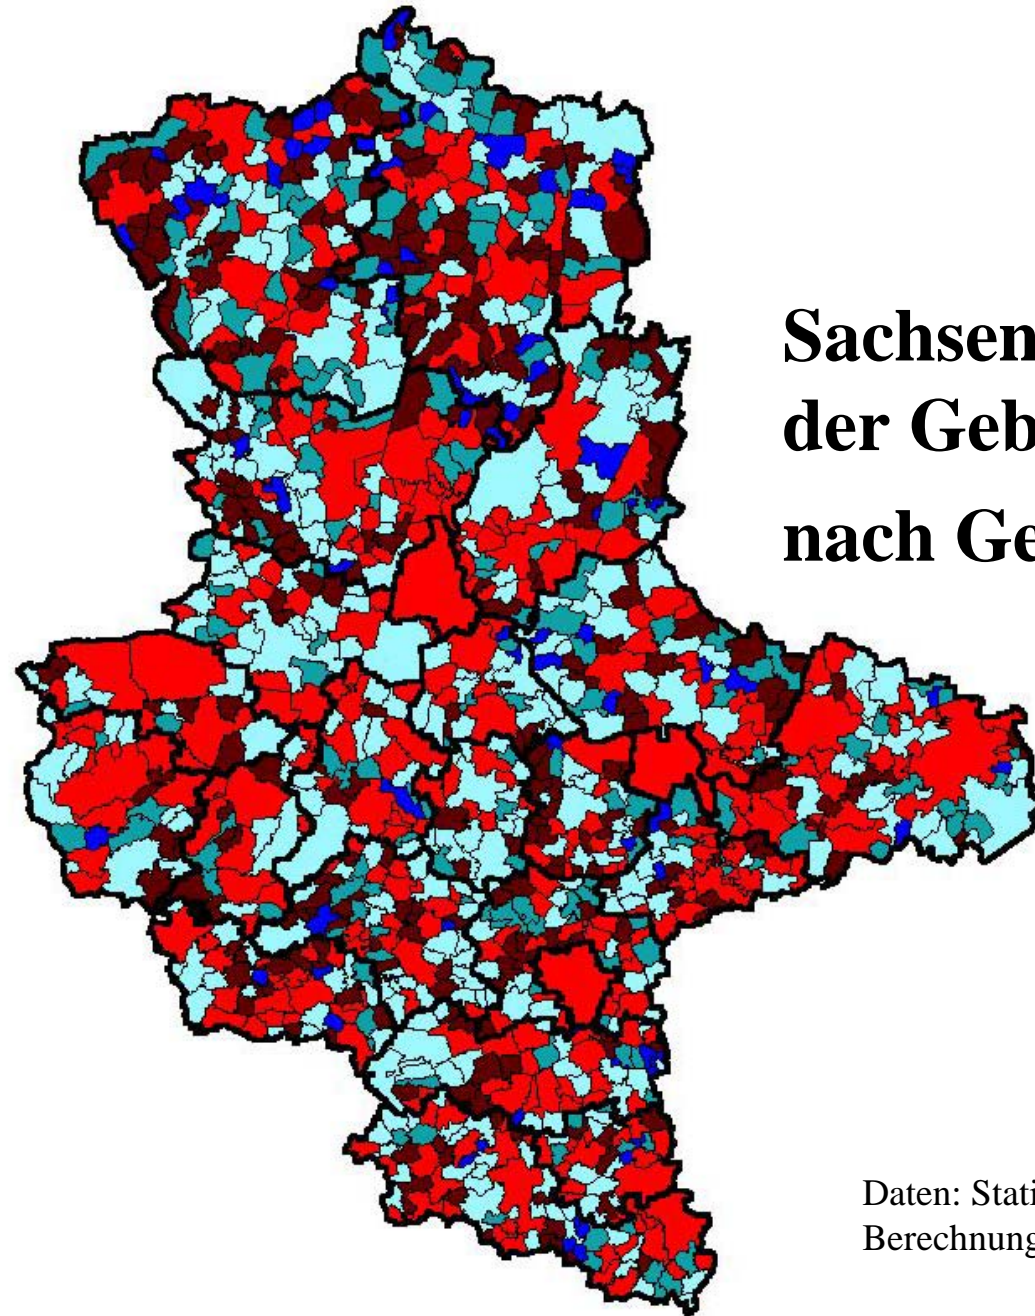 Sachsen
der Geb
nach Ge
Daten: Stati
Berechnung